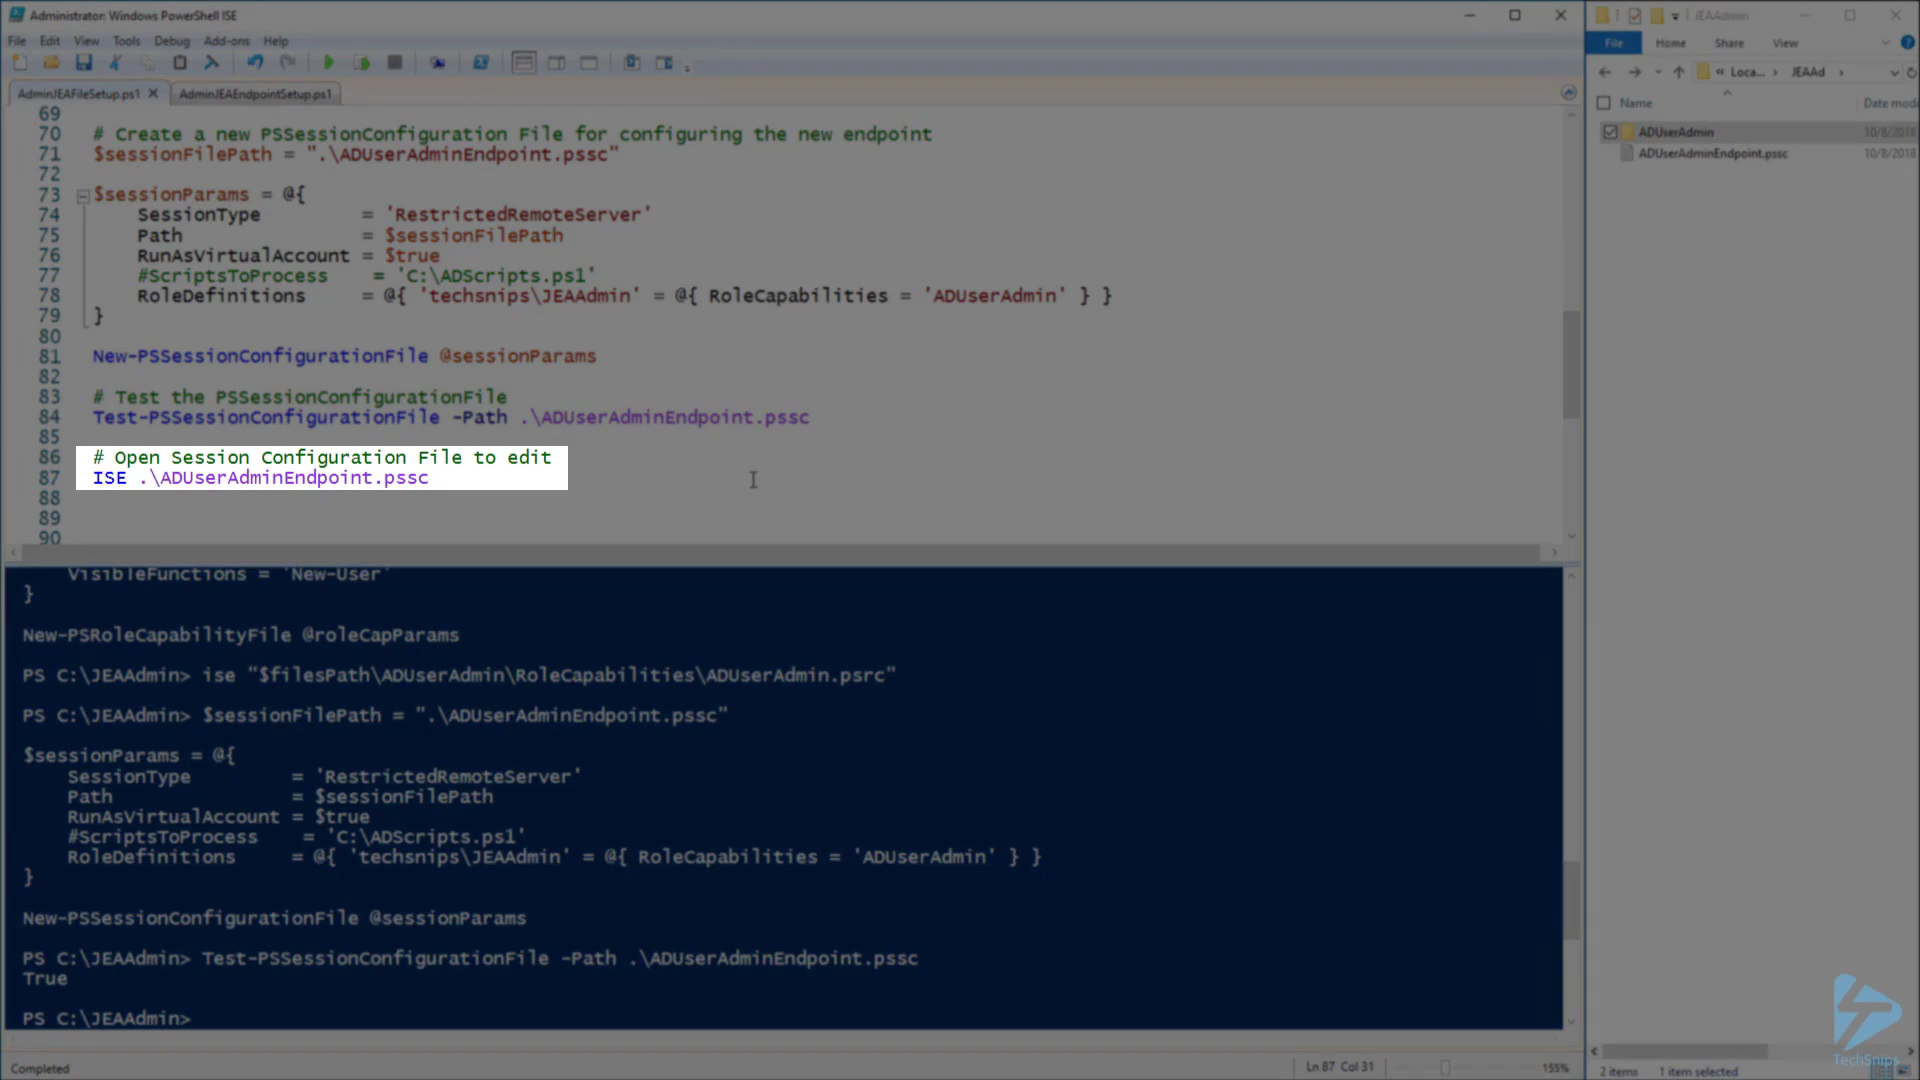 Administrator: Windows PowerShell ISE
File Edit View Tools Debug Add-ons Help
AdminJEAFileSetup.ps1 AdminJEAEndpointSetup.ps1
69
70 # Create a new PSSessionConfiguration File for configuring the new endpoint
71 $sessionFilePath = ".\ADUserAdminEndpoint.pssc"
72
73 $sessionParams = @{
74 SessionType = 'RestrictedRemoteServer'
75 Path = $sessionFilePath
76 RunAsVirtualAccount = $true
77 #ScriptsToProcess = 'C:\ADScripts.ps1'
78 RoleDefinitions = @{ 'techsnips\JEAAdmin' = @{ RoleCapabilities = 'ADUserAdmin' } }
79 }
80
81 New-PSSessionConfigurationFile @sessionParams
82
83 # Test the PSSessionConfigurationFile
84 Test-PSSessionConfigurationFile -Path .\ADUserAdminEndpoint.pssc
85
86 # Open Session Configuration File to edit
87 ISE .\ADUserAdminEndpoint.pssc
88
89
90
VisibleFunctions = 'New-User'
}
New-PSRoleCapabilityFile @roleCapParams
PS C:\JEAAdmin> ise "$filesPath\ADUserAdmin\RoleCapabilities\ADUserAdmin.psrc"
PS C:\JEAAdmin> $sessionFilePath = ".\ADUserAdminEndpoint.pssc"
$sessionParams = @{
SessionType = 'RestrictedRemoteServer'
Path = $sessionFilePath
RunAsVirtualAccount = $true
#ScriptsToProcess = 'C:\ADScripts.ps1'
RoleDefinitions = @{ 'techsnips\JEAAdmin' = @{ RoleCapabilities = 'ADUserAdmin' } }
}
New-PSSessionConfigurationFile @sessionParams
PS C:\JEAAdmin> Test-PSSessionConfigurationFile -Path .\ADUserAdminEndpoint.pssc
True
PS C:\JEAAdmin>
Completed
Ln 87 Col 31
155%
JEAAdmin
File Home Share View
« Loca... › JEAAd ›
Name Date modi
ADUserAdmin 10/8/2018
ADUserAdminEndpoint.pssc 10/8/2018
2 items 1 item selected
TechSnips